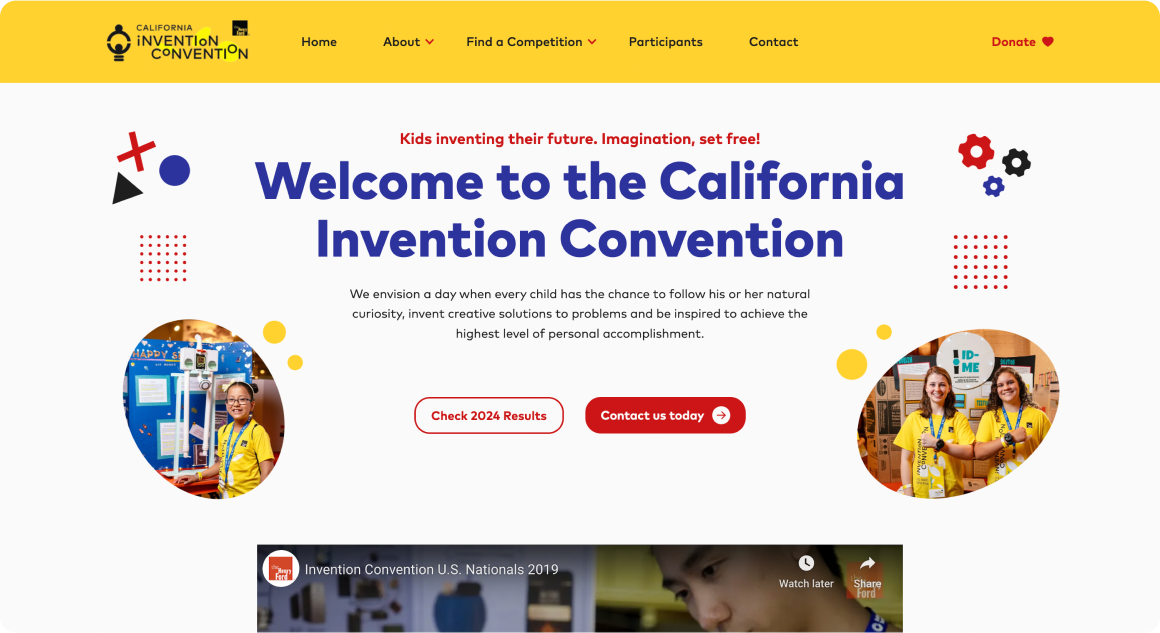 CALIFORNIA
iNVENTIoN
CoNVENTION
Home
About
Find a Competition
Participants
Contact
Donate
Kids inventing their future. Imagination, set free!
Welcome to the California
Invention Convention
We envision a day when every child has the chance to follow his or her natural
curiosity, invent creative solutions to problems and be inspired to achieve the
highest level of personal accomplishment.
HAPPY
ID-
ME
Check 2024 Results
Contact us today
Henry
Ford
Invention Convention U.S. Nationals 2019
Watch later
Share
Ford